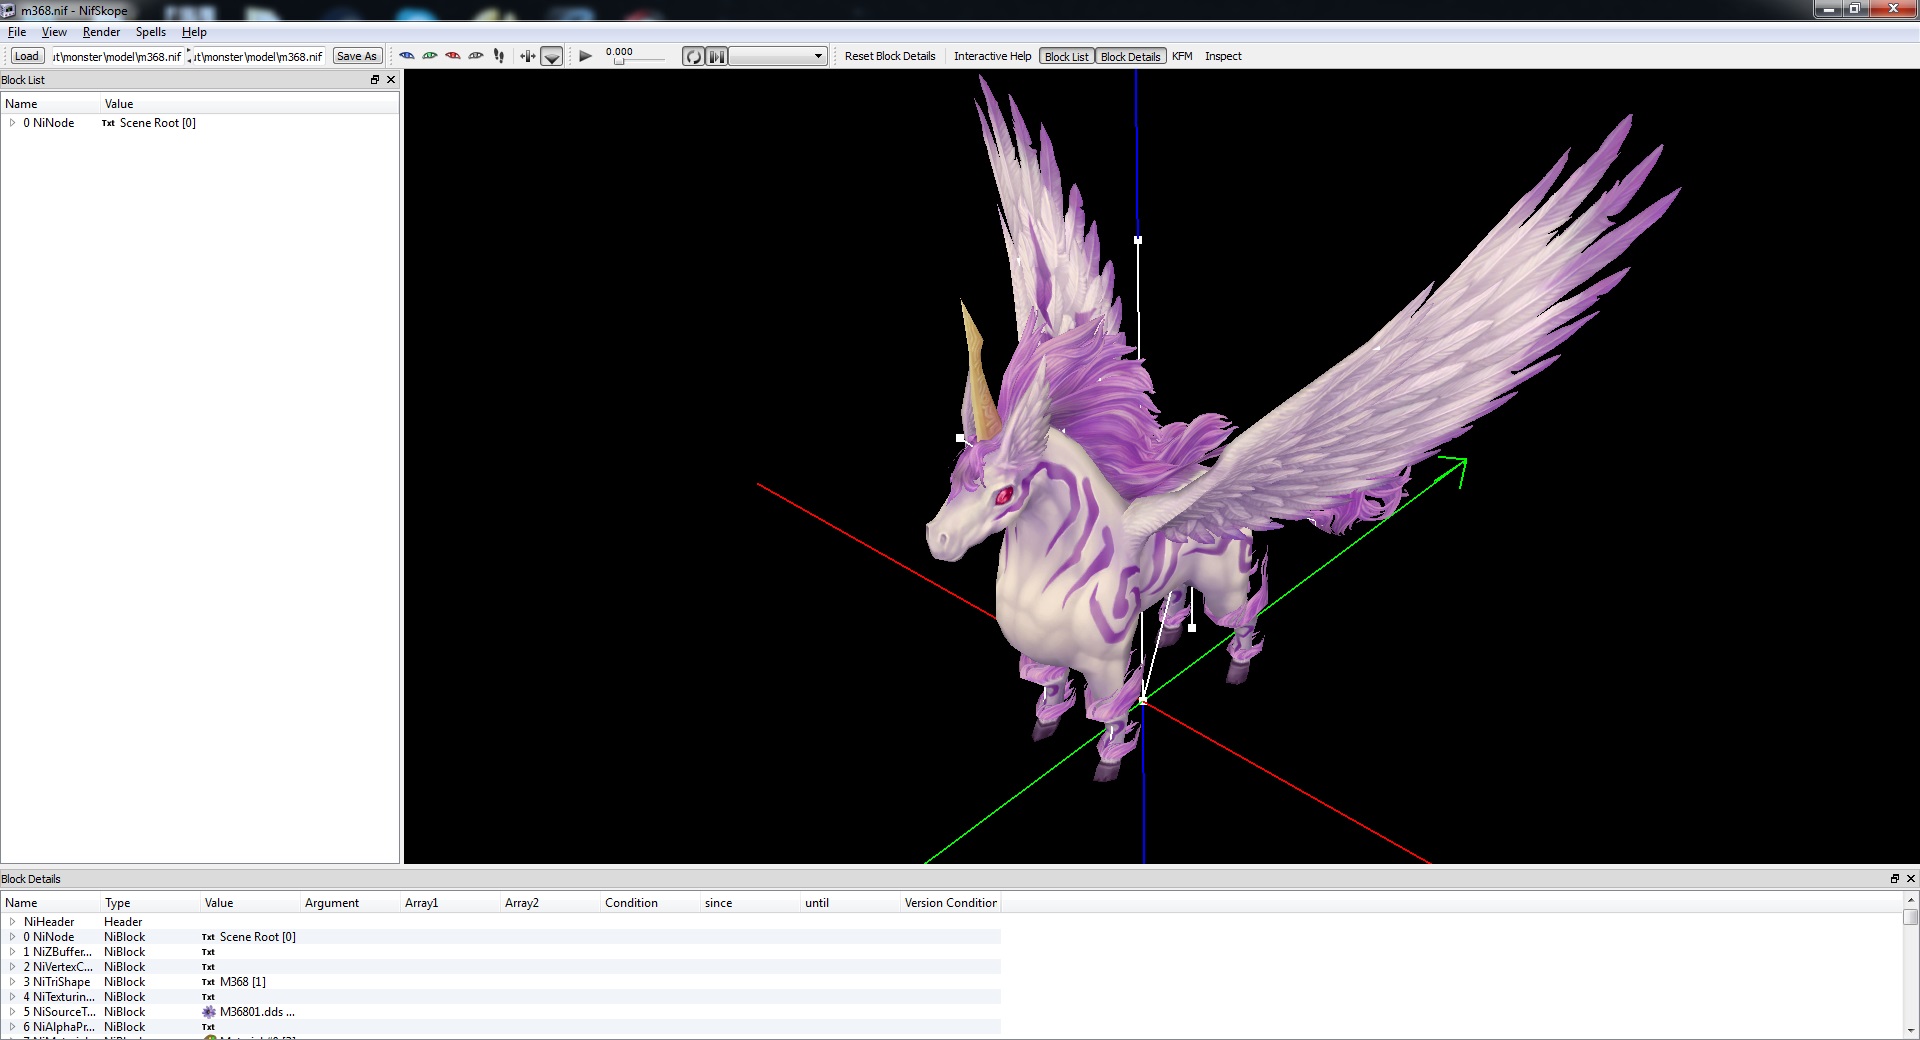 m368.nif - NifSkope
File View Render Spells Help
Load ut\monster\model\m368.nif ut\monster\model\m368.nif Save As 0.000 Reset Block Details Interactive Help Block List Block Details KFM Inspect
Block List
Name Value
0 NiNode Txt Scene Root [0]
Block Details
Name Type Value Argument Array1 Array2 Condition since until Version Condition
NiHeader Header
0 NiNode NiBlock Txt Scene Root [0]
1 NiZBuffer... NiBlock Txt
2 NiVertexC... NiBlock Txt
3 NiTriShape NiBlock Txt M368 [1]
4 NiTexturin... NiBlock Txt
5 NiSourceT... NiBlock M36801.dds ...
6 NiAlphaPr... NiBlock Txt